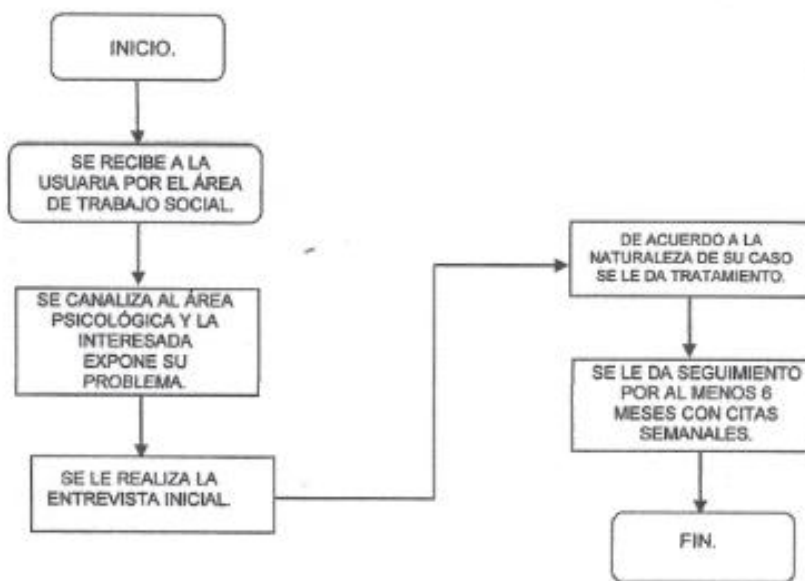 INICIO.
SE RECIBE A LA
USUARIA POR EL ÁREA
DE TRABAJO SOCIAL.
SE CANALIZA AL ÁREA
PSICOLÓGICA Y LA
INTERESADA
EXPONE SU
PROBLEMA.
SE LE REALIZA LA
ENTREVISTA INICIAL.
DE ACUERDO A LA
NATURALEZA DE SU CASO
SE LE DA TRATAMIENTO.
SE LE DA SEGUIMIENTO
POR AL MENOS 6
MESES CON CITAS
SEMANALES.
FIN.